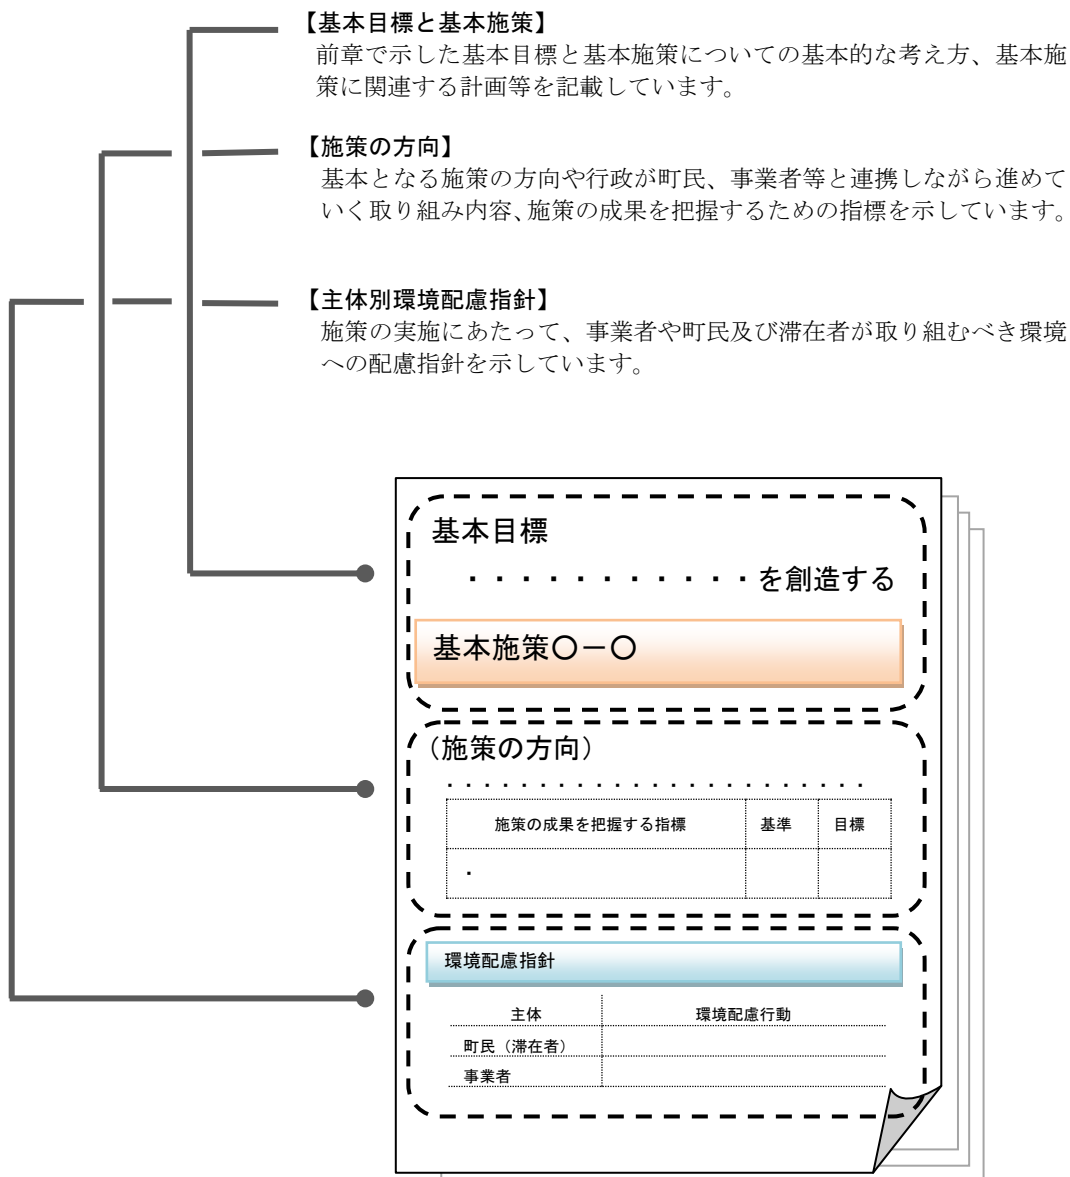 【基本目標と基本施策】
前章で示した基本目標と基本施策についての基本的な考え方、基本施
策に関連する計画等を記載しています。
【施策の方向】
基本となる施策の方向や行政が町民、事業者等と連携しながら進めて
いく取り組み内容、施策の成果を把握するための指標を示しています。
【主体別環境配慮指針】
施策の実施にあたって、事業者や町民及び滞在者が取り組むべき環境
への配慮指針を示しています。
基本目標
・・・・・・・・・・・を創造する
基本施策〇－〇
（施策の方向）
・・・・・・・・・・・・・・・・・・・・・・・
施策の成果を把握する指標 基準 目標
・
環境配慮指針
主体 環境配慮行動
町民（滞在者）
事業者